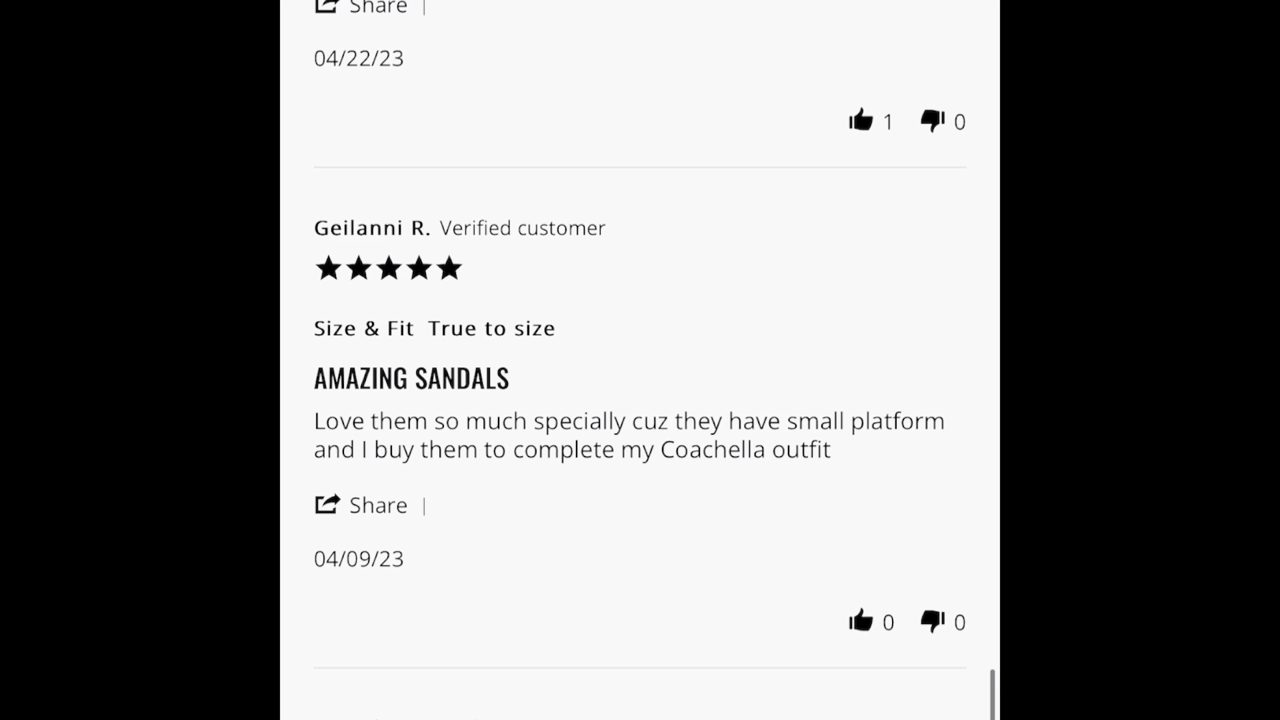 Share |
04/22/23
1 0
Geilanni R. Verified customer
Size & Fit True to size
AMAZING SANDALS
Love them so much specially cuz they have small platform
and I buy them to complete my Coachella outfit
Share |
04/09/23
0 0